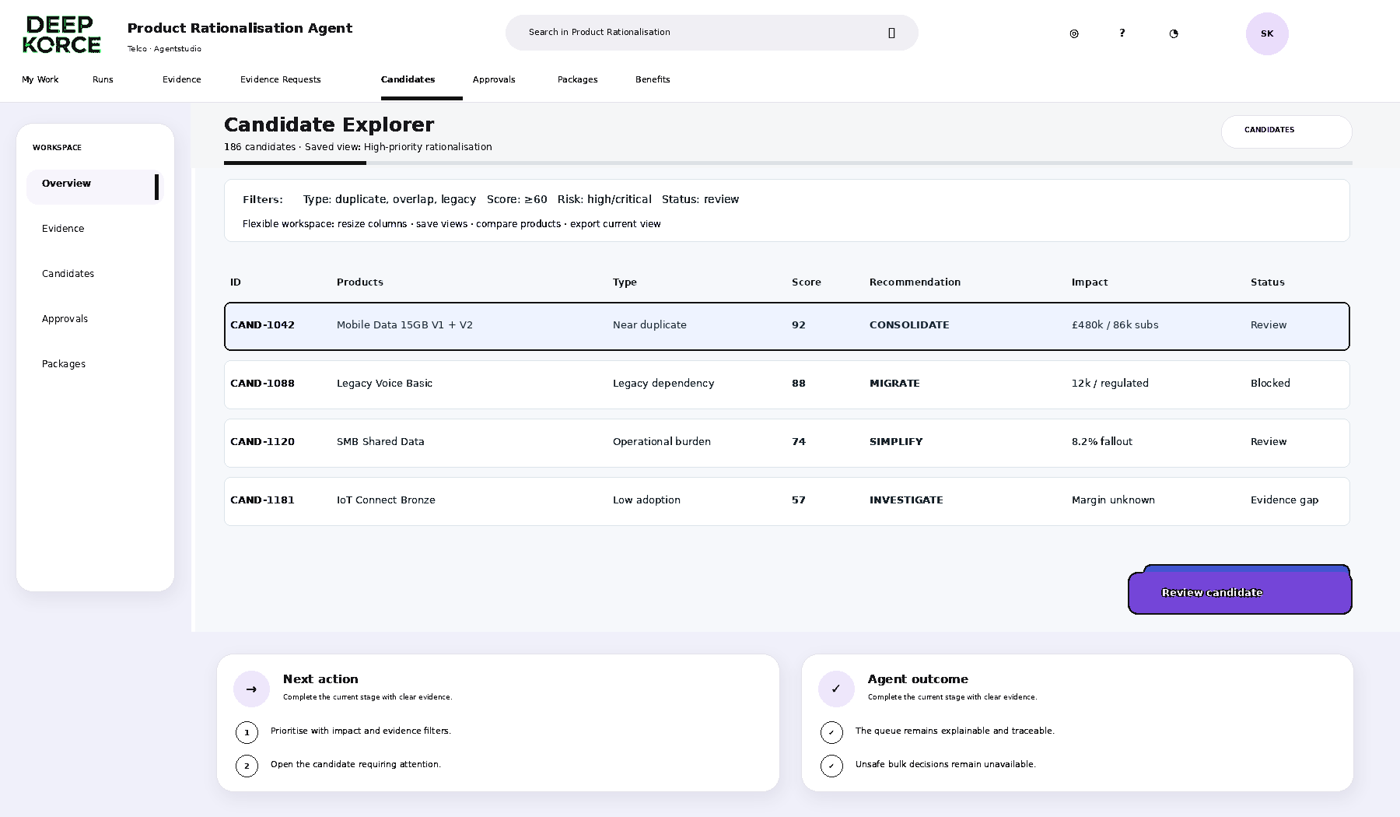 DEEP
KORCE
Product Rationalisation Agent
Telco · Agentstudio
Search in Product Rationalisation
?
SK
My Work
Runs
Evidence
Evidence Requests
Candidates
Approvals
Packages
Benefits
WORKSPACE
Overview
Evidence
Candidates
Approvals
Packages
Candidate Explorer
186 candidates · Saved view: High-priority rationalisation
CANDIDATES
Filters: Type: duplicate, overlap, legacy Score: ≥60 Risk: high/critical Status: review
Flexible workspace: resize columns · save views · compare products · export current view
ID Products Type Score Recommendation Impact Status
CAND-1042 Mobile Data 15GB V1 + V2 Near duplicate 92 CONSOLIDATE £480k / 86k subs Review
CAND-1088 Legacy Voice Basic Legacy dependency 88 MIGRATE 12k / regulated Blocked
CAND-1120 SMB Shared Data Operational burden 74 SIMPLIFY 8.2% fallout Review
CAND-1181 IoT Connect Bronze Low adoption 57 INVESTIGATE Margin unknown Evidence gap
Review candidate
→ Next action
Complete the current stage with clear evidence.
1 Prioritise with impact and evidence filters.
2 Open the candidate requiring attention.
✓ Agent outcome
Complete the current stage with clear evidence.
✓ The queue remains explainable and traceable.
✓ Unsafe bulk decisions remain unavailable.